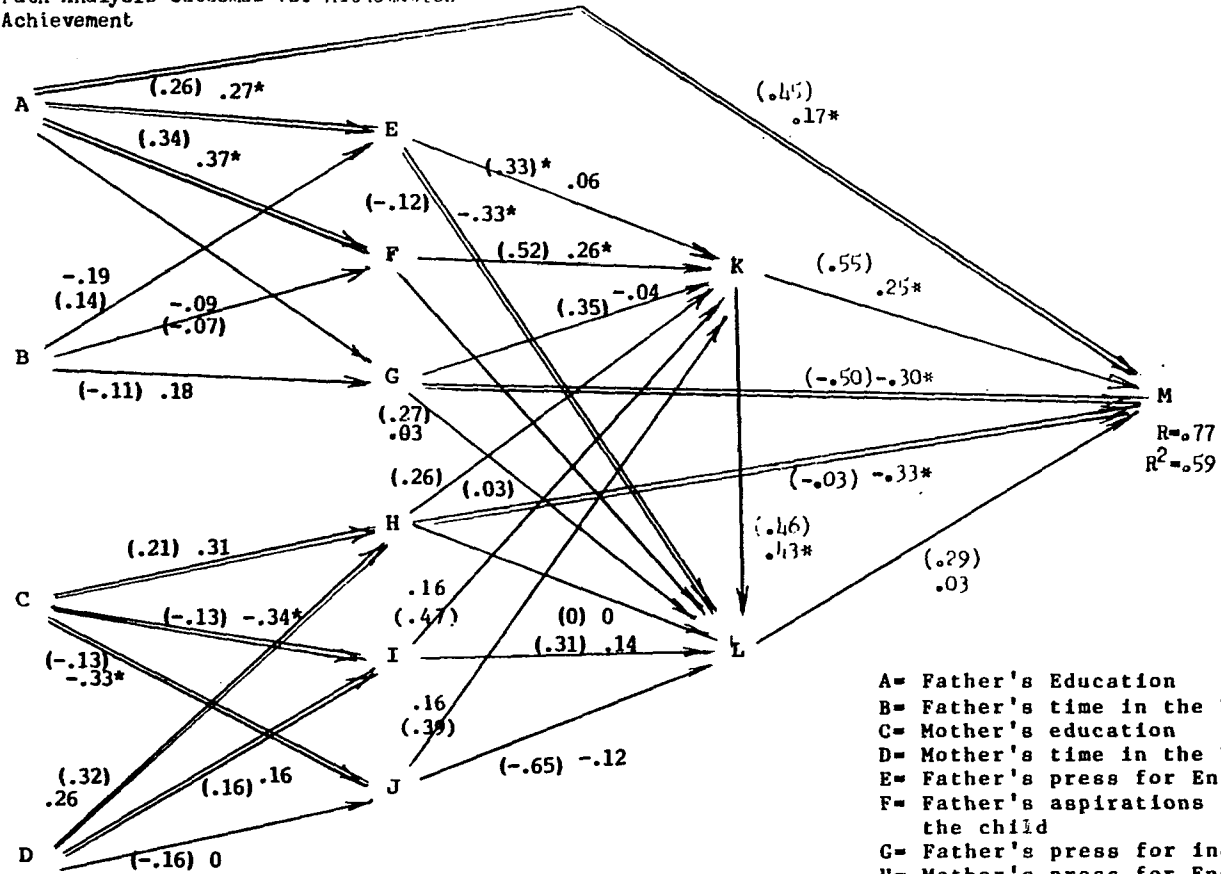 Achievement
(.26) .27*
A
(.45)
.17*
E
(.34)
.37*
(.33)* .06
(-.12) -.33*
F
(.52) .26*
K
(.55)
.25*
-.19
(.14)
-.09
(-.07)
(.35) -.04
B
(-.11) .18
G
(-.50)-.30*
M
(.27)
.03
R=.77
R²=.59
(.26) (.03)
(-.03) -.33*
H
(.21) .31
(.46)
.43*
(.29)
.03
C
.16
(.47)
(0) 0
(-.13) -.34*
I
(.31) .14
L
(-.13)
-.33*
.16
(.39)
(-.65) -.12
(.32)
.26
(.16) .16
J
D
(-.16) 0
A= Father's Education
B= Father's time in the
C= Mother's education
D= Mother's time in the
E= Father's press for En
F= Father's aspirations
the child
G= Father's press for